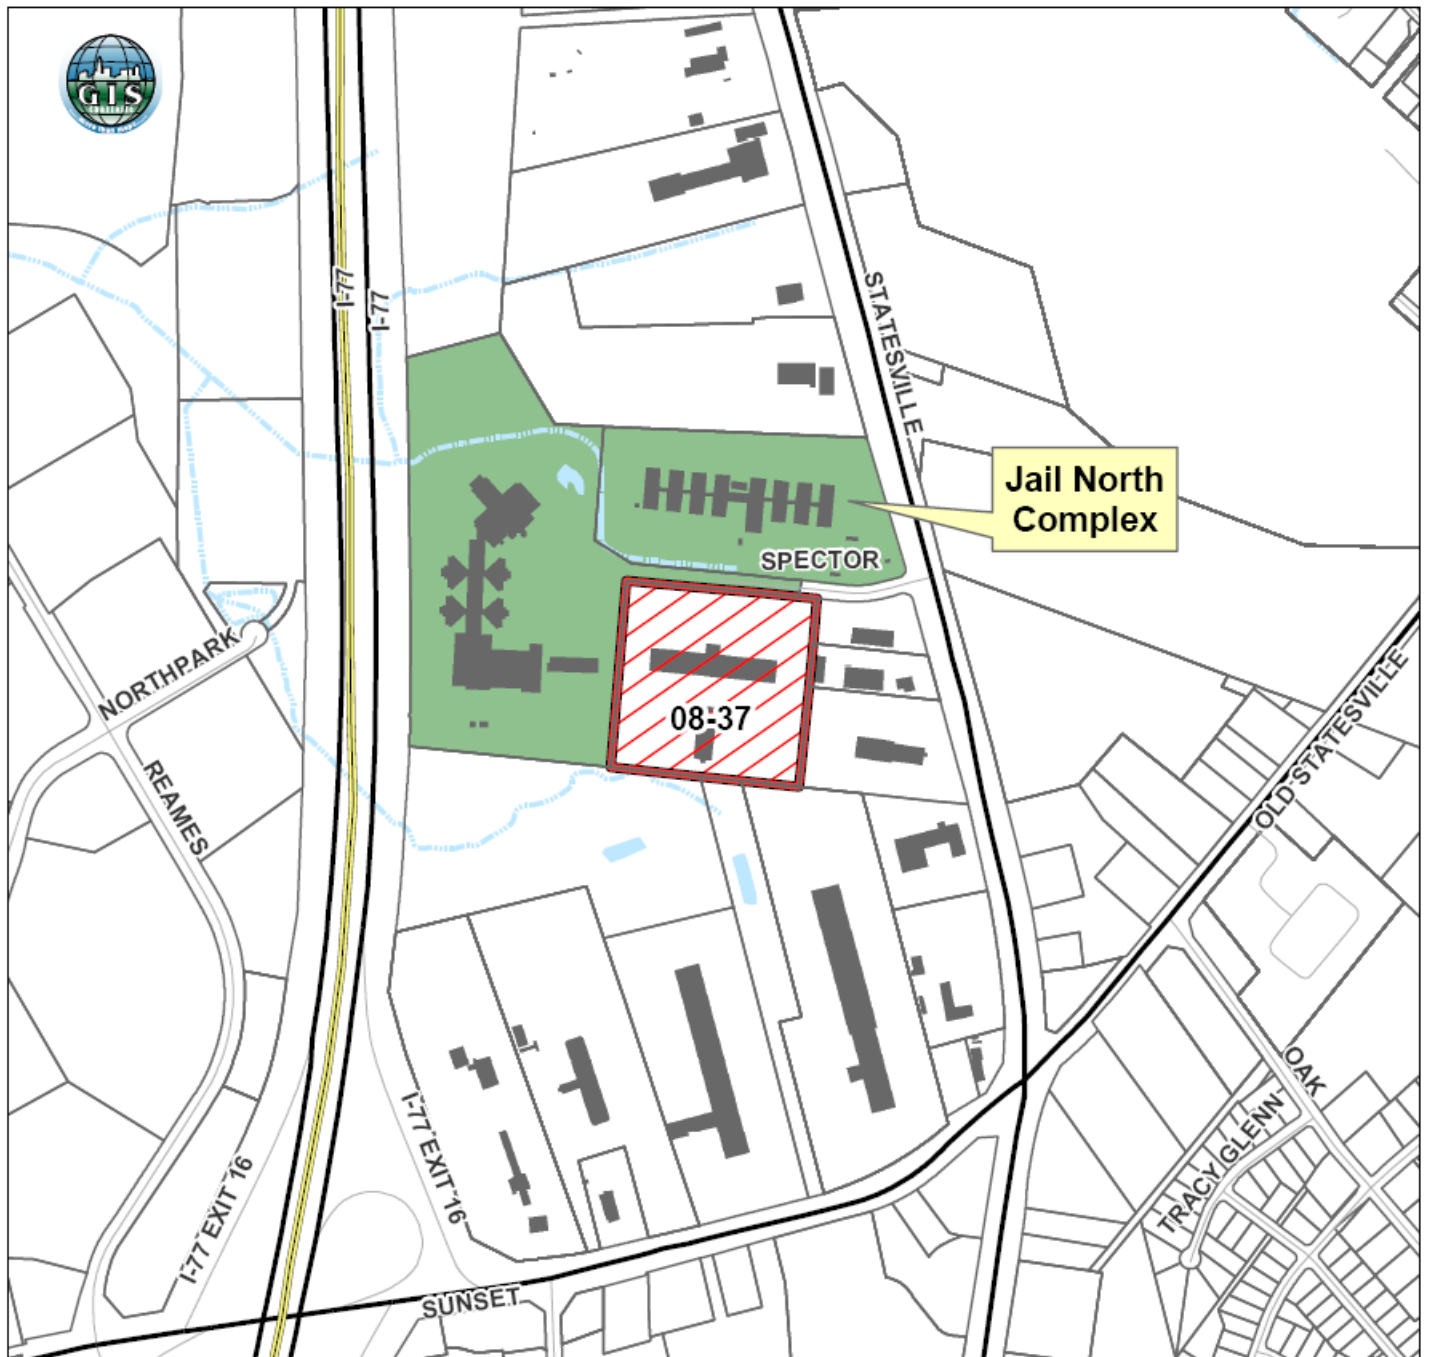 GIS
I-77
I-77
STATESVILLE
Jail North
Complex
SPECTOR
08-37
NORTHPARK
REAMES
OLD STATESVILLE
OAK
TRACY GLENN
I-77 EXIT 16
I-77 EXIT 16
SUNSET